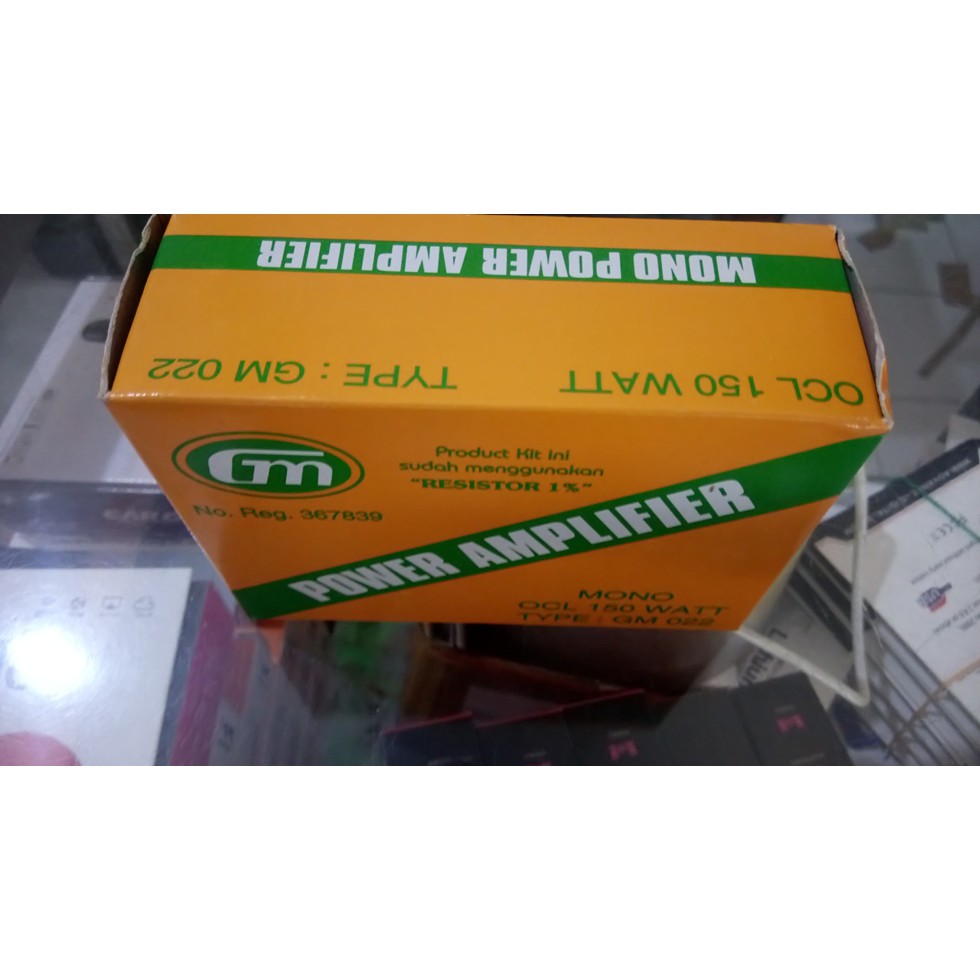 MONO POWER AMPLIFIER
OCL 150 WATT TYPE : GM 022
Gm
No. Reg. 367839
Product Kit ini
sudah menggunakan
"RESISTOR 1%"
POWER AMPLIFIER
MONO
OCL 150 WATT
TYPE : GM 022